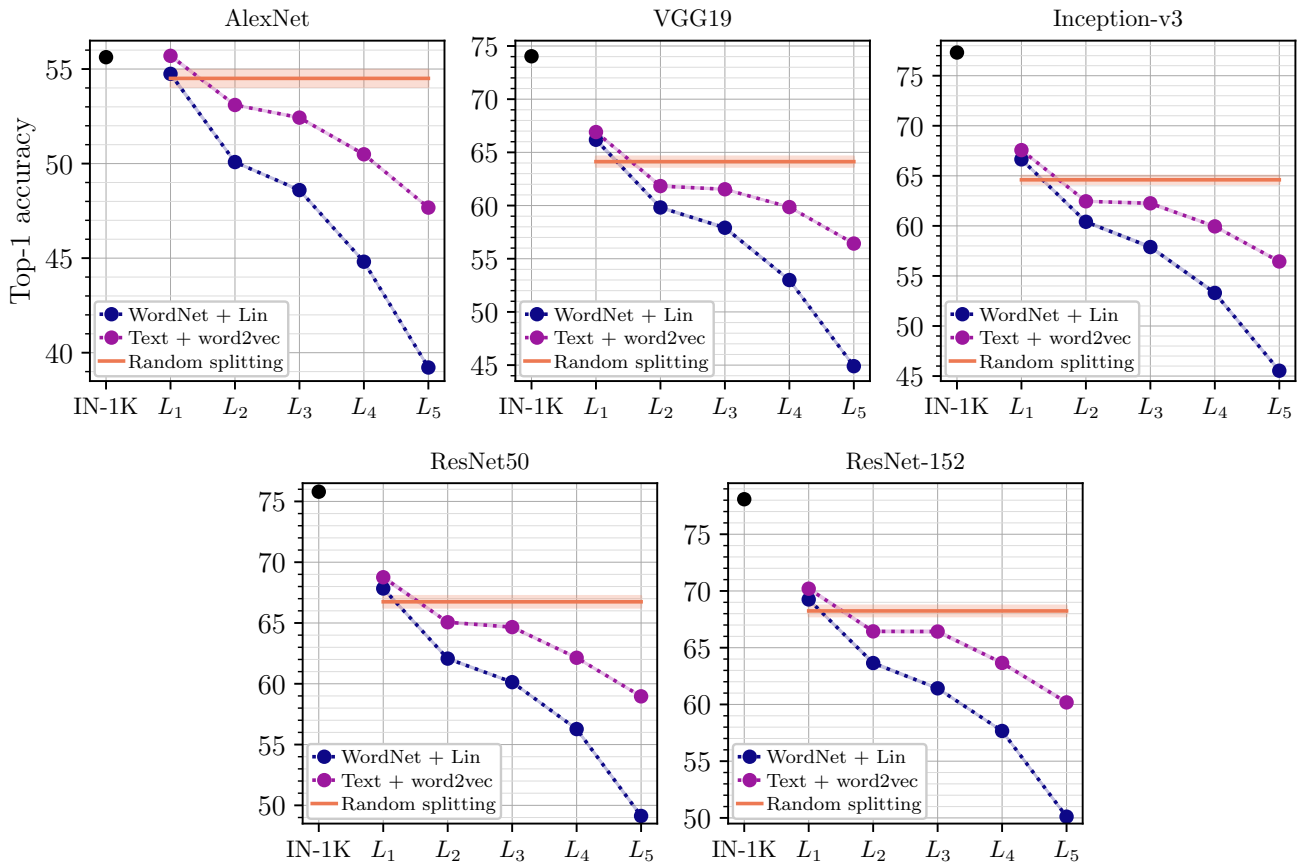 AlexNet
VGG19
Inception-v3
Top-1 accuracy
55
50
45
40
WordNet + Lin
Text + word2vec
Random splitting
IN-1K L₁ L₂ L₃ L₄ L₅
75
70
65
60
55
50
45
WordNet + Lin
Text + word2vec
Random splitting
IN-1K L₁ L₂ L₃ L₄ L₅
75
70
65
60
55
50
45
WordNet + Lin
Text + word2vec
Random splitting
IN-1K L₁ L₂ L₃ L₄ L₅
ResNet50
ResNet-152
75
70
65
60
55
50
WordNet + Lin
Text + word2vec
Random splitting
IN-1K L₁ L₂ L₃ L₄ L₅
75
70
65
60
55
50
WordNet + Lin
Text + word2vec
Random splitting
IN-1K L₁ L₂ L₃ L₄ L₅